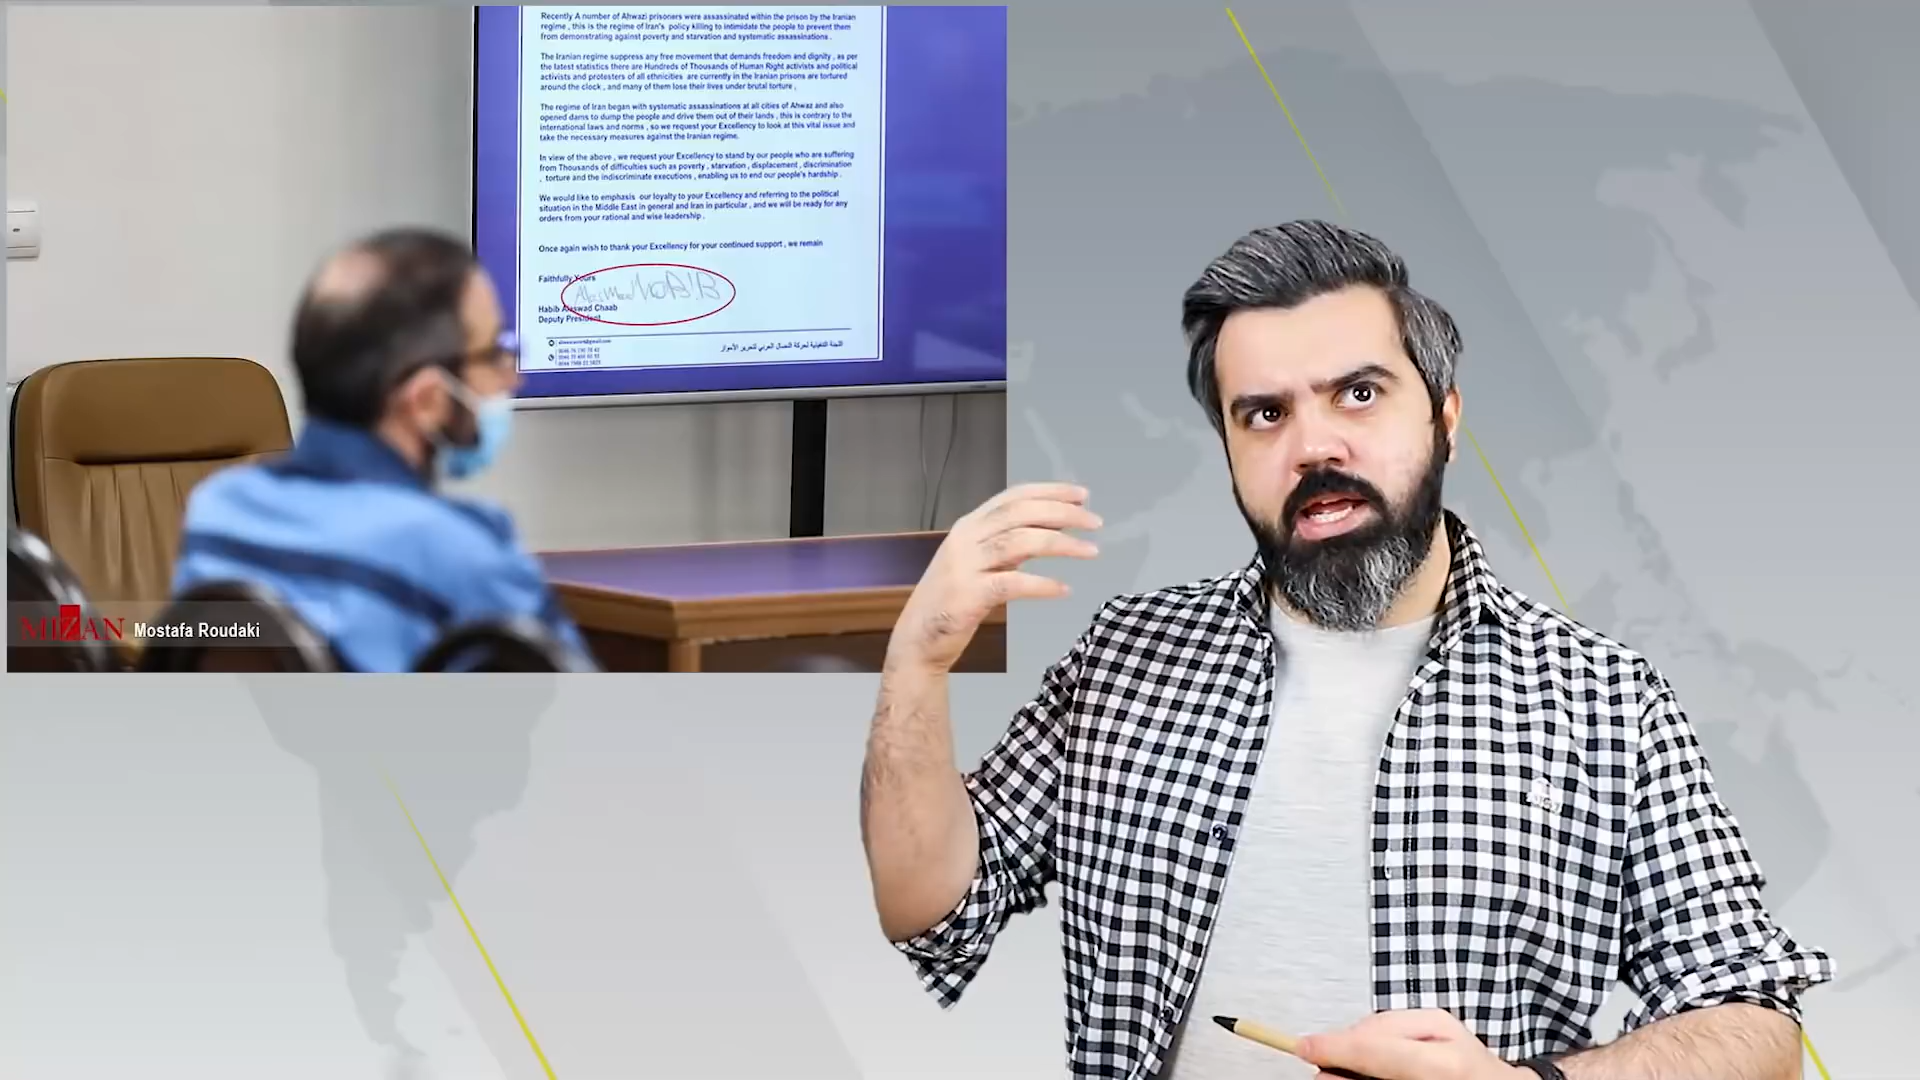 Recently A number of Ahwazi prisoners were assassinated within the prison by the Iranian
regime , this is the regime of Iran's policy killing to intimidate the people to prevent them
from demonstrating against poverty and starvation and systematic assassinations .
The Iranian regime suppress any free movement that demands freedom and dignity , as per
the latest statistics there are Hundreds of Thousands of Human Right activists and political
activists and protesters of all ethnicities are currently in the Iranian prisons are tortured
around the clock , and many of them lose their lives under brutal torture ,
The regime of Iran began with systematic assassinations at all cities of Ahwaz and also
opened dams to dump the people and drive them out of their lands , this is contrary to the
international laws and norms , so we request your Excellency to look at this vital issue and
take the necessary measures against the Iranian regime.
In view of the above , we request your Excellency to stand by our people who are suffering
from Thousands of difficulties such as poverty , starvation , displacement , discrimination
, torture and the indiscriminate executions , enabling us to end our people's hardship .
We would like to emphasis our loyalty to your Excellency and referring to the political
situation in the Middle East in general and Iran in particular , and we will be ready for any
orders from your rational and wise leadership .
Once again wish to thank your Excellency for your continued support , we remain
Faithfully Yours
Habib Alaswad Chaab
Deputy President
اللجنة التنفيذية لحركة النضال العربي لتحرير الأحواز
MIZAN Mostafa Roudaki